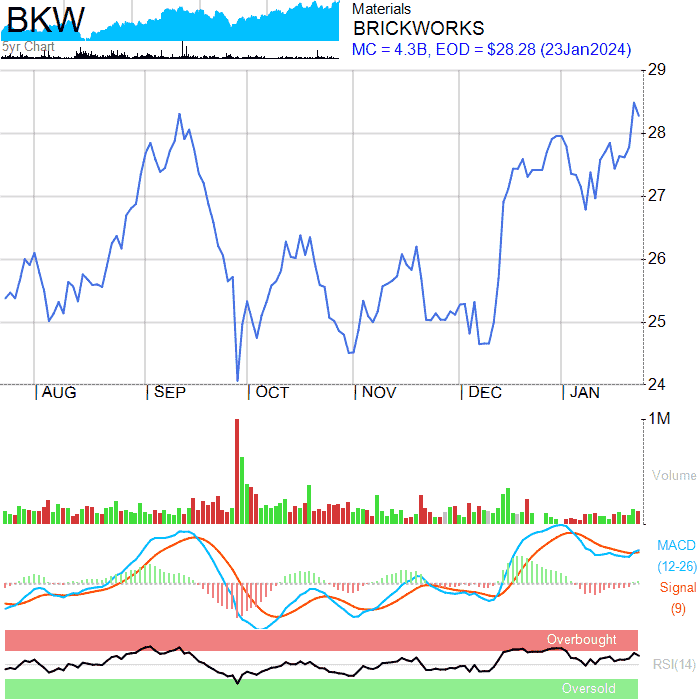 BKW
5yr Chart
Materials
BRICKWORKS
MC = 4.3B, EOD = $28.28 (23Jan2024)
29
28
27
26
25
24
AUG SEP OCT NOV DEC JAN
1M
Volume
MACD
(12-26)
Signal
(9)
Overbought
RSI(14)
Oversold